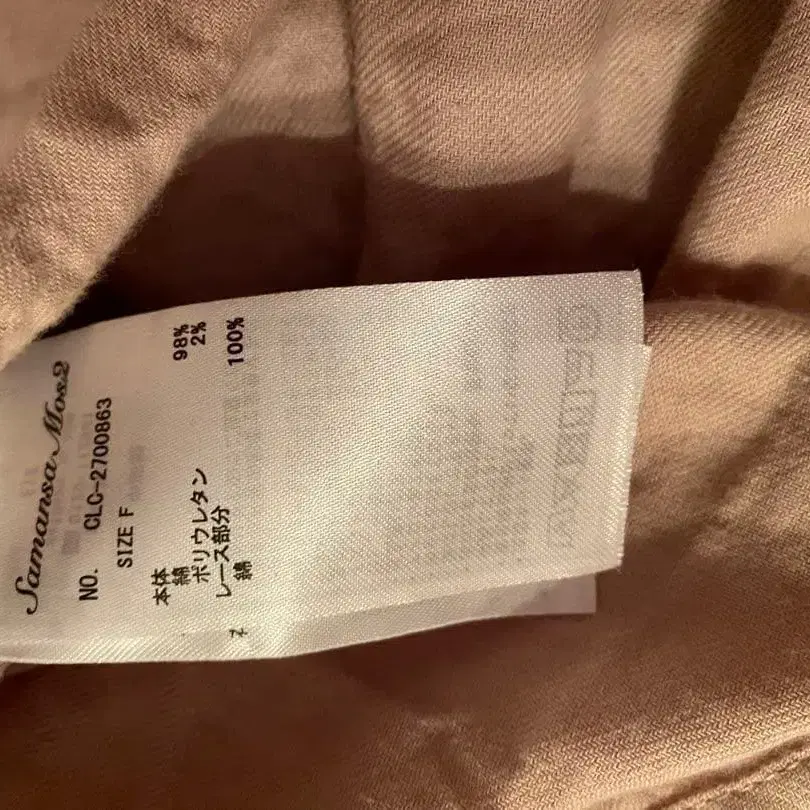 Samansa Mos2
NO. CLC-2700863
SIZE F
本体
綿 98%
ポリウレタン 2%
レース部分
綿 100%